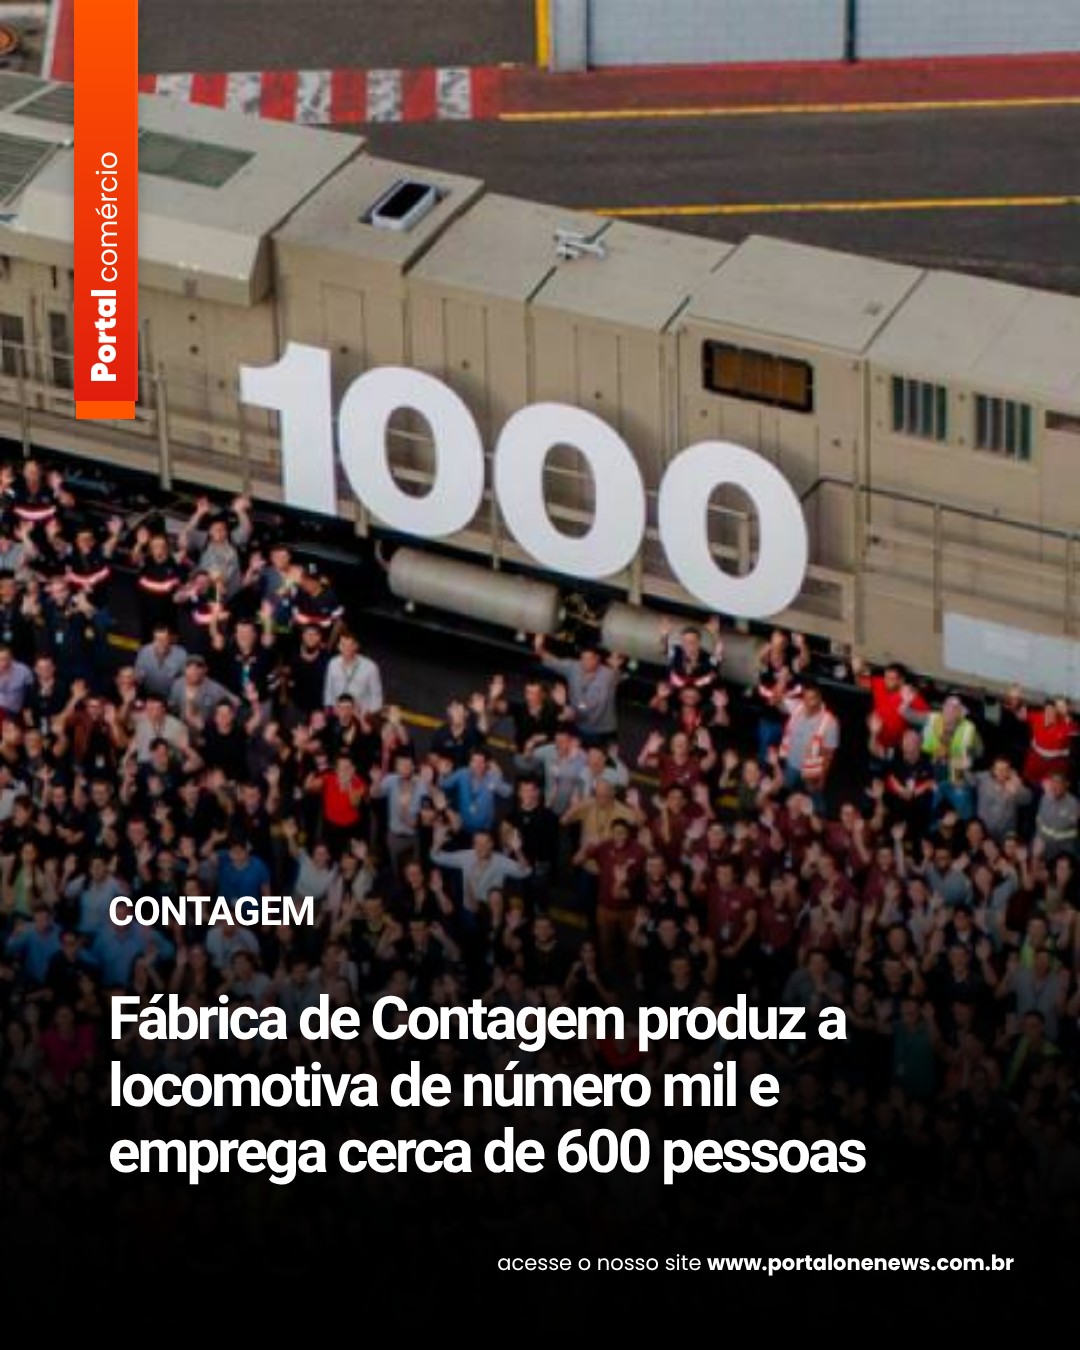 Portal comércio
1000
CONTAGEM
Fábrica de Contagem produz a
locomotiva de número mil e
emprega cerca de 600 pessoas
acesse o nosso site www.portalonenews.com.br